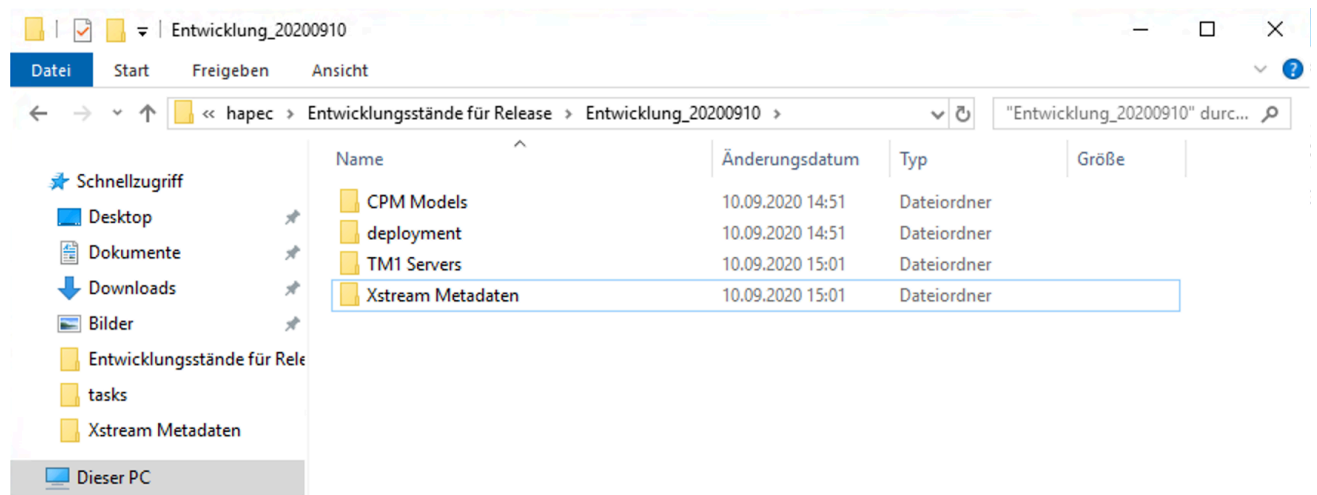 Entwicklung_20200910
Datei Start Freigeben Ansicht
« hapec > Entwicklungsstände für Release > Entwicklung_20200910 > "Entwicklung_20200910" durc...
Name Änderungsdatum Typ Größe
Schnellzugriff
Desktop
Dokumente
Downloads
Bilder
Entwicklungsstände für Rele
tasks
Xstream Metadaten
Dieser PC
CPM Models 10.09.2020 14:51 Dateiordner
deployment 10.09.2020 14:51 Dateiordner
TM1 Servers 10.09.2020 15:01 Dateiordner
Xstream Metadaten 10.09.2020 15:01 Dateiordner